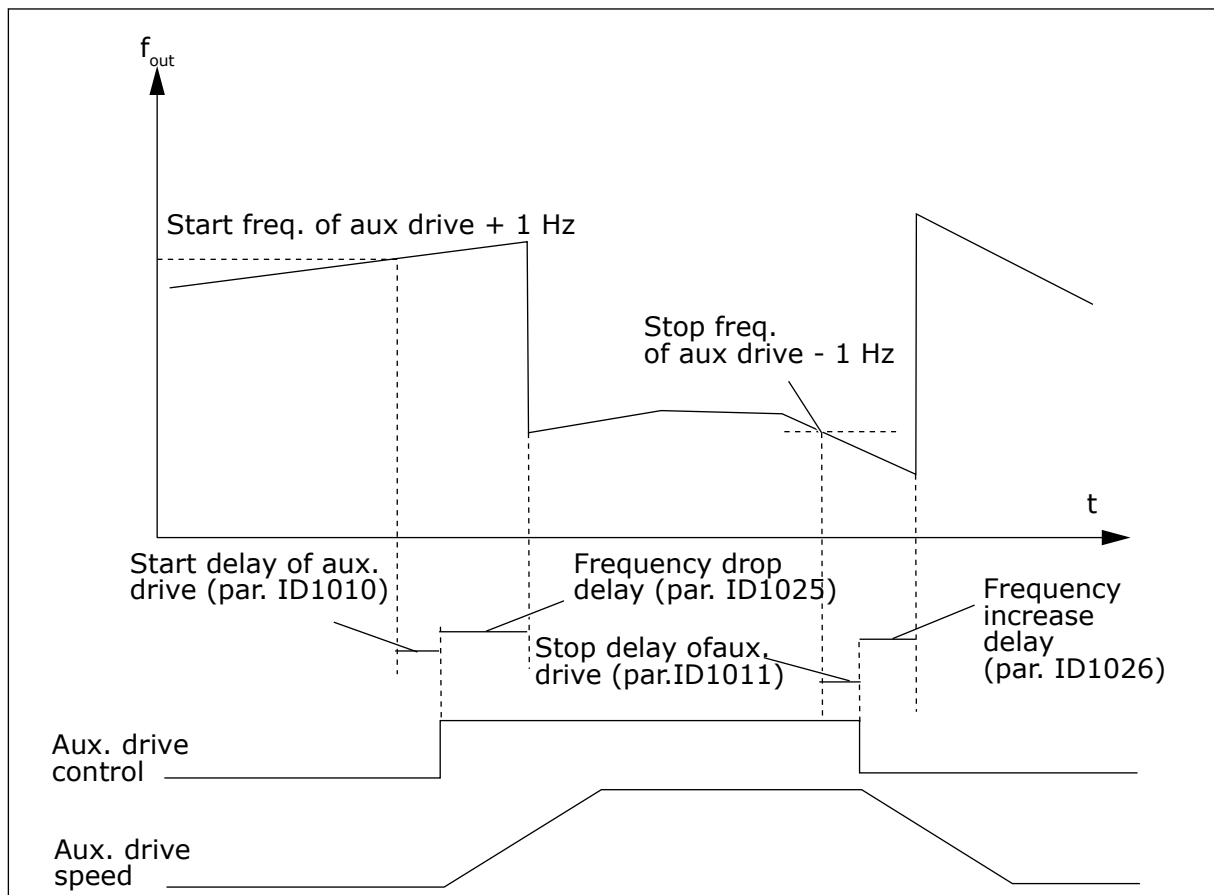 f_out
Start freq. of aux drive + 1 Hz
Stop freq.
of aux drive - 1 Hz
t
Start delay of aux.
drive (par. ID1010)
Frequency drop
delay (par. ID1025)
Stop delay ofaux.
drive (par.ID1011)
Frequency
increase
delay
(par. ID1026)
Aux. drive
control
Aux. drive
speed